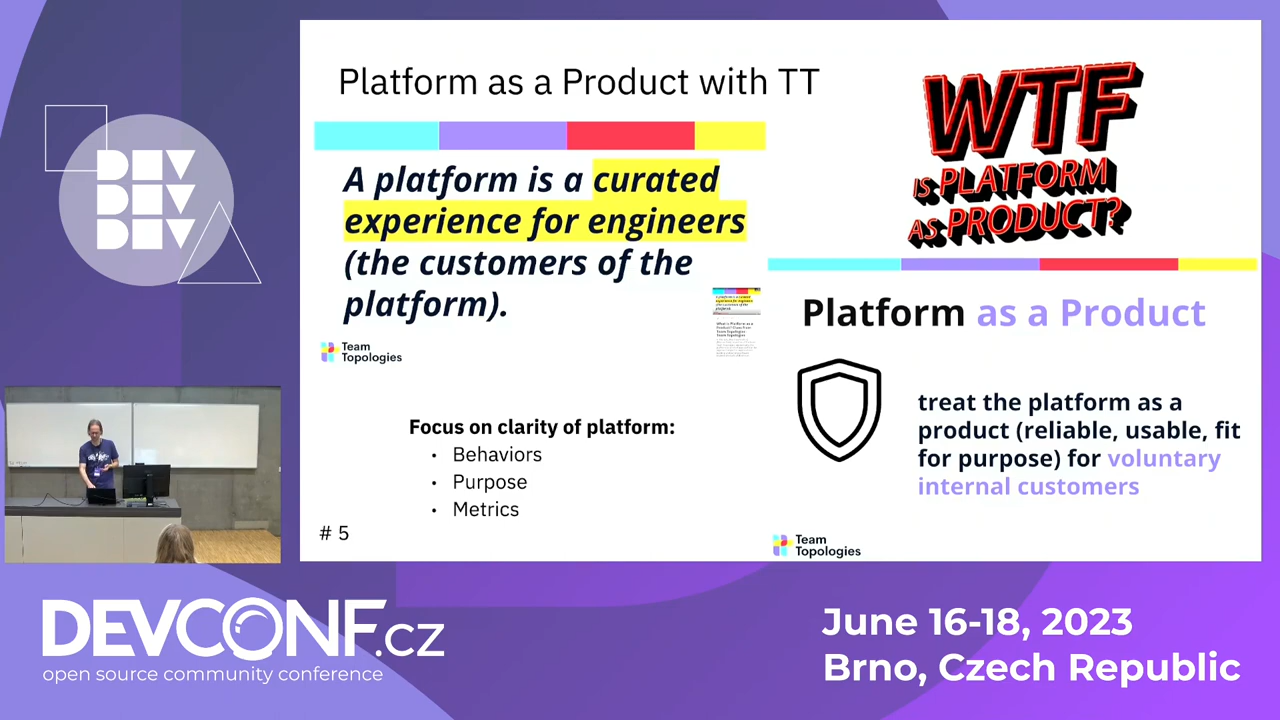 Platform as a Product with TT
A platform is a curated
experience for engineers
(the customers of the
platform).
Team
Topologies
Focus on clarity of platform:
• Behaviors
• Purpose
• Metrics
# 5
WTF
IS PLATFORM
AS PRODUCT?
Platform as a Product
treat the platform as a
product (reliable, usable, fit
for purpose) for voluntary
internal customers
Team
Topologies
DEV
DEV
DEV
DEVCONF.cz
open source community conference
June 16-18, 2023
Brno, Czech Republic